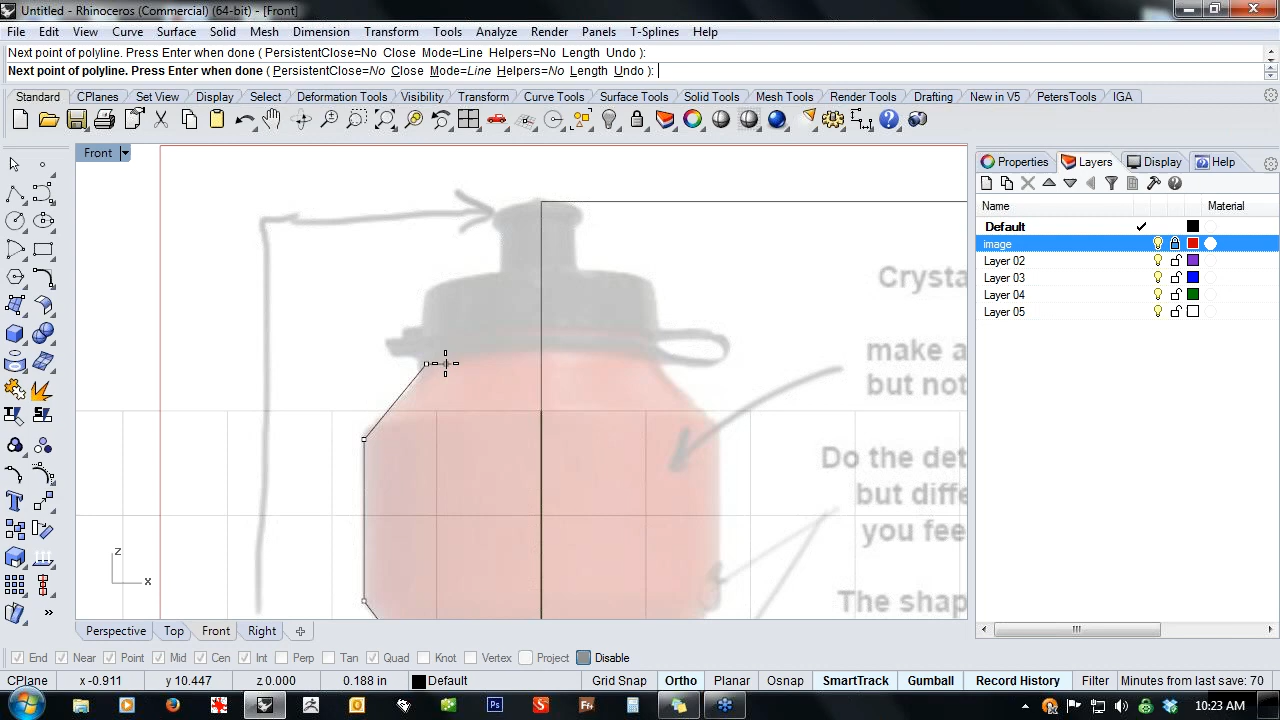 Untitled - Rhinoceros (Commercial) (64-bit) - [Front]
File Edit View Curve Surface Solid Mesh Dimension Transform Tools Analyze Render Panels T-Splines Help
Next point of polyline. Press Enter when done ( PersistentClose=No Close Mode=Line Helpers=No Length Undo ):
Next point of polyline. Press Enter when done ( PersistentClose=No Close Mode=Line Helpers=No Length Undo ):
Standard CPlanes Set View Display Select Deformation Tools Visibility Transform Curve Tools Surface Tools Solid Tools Mesh Tools Render Tools Drafting New in V5 PetersTools IGA
Front
Properties Layers Display Help
Name Material
Default
image
Layer 02
Layer 03
Layer 04
Layer 05
Crysta
make a
but not
Do the det
but diffe
you fee
The shap
z
x
Perspective Top Front Right
End Near Point Mid Cen Int Perp Tan Quad Knot Vertex Project Disable
CPlane x -0.911 y 10.447 z 0.000 0.188 in Default Grid Snap Ortho Planar Osnap SmartTrack Gumball Record History Filter Minutes from last save: 70
10:23 AM